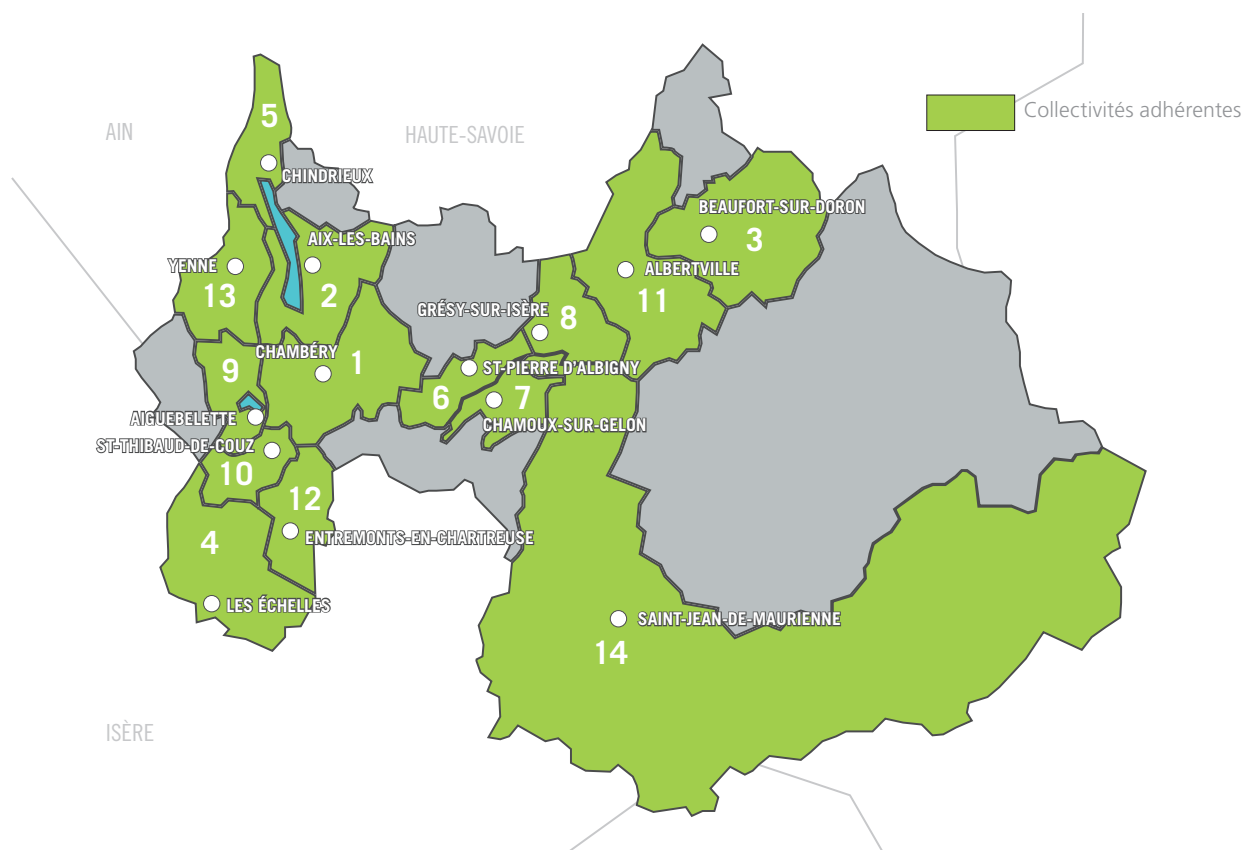 Collectivités adhérentes
5
AIN
HAUTE-SAVOIE
CHINDRIEUX
BEAUFORT-SUR-DORON
AIX-LES-BAINS
3
YENNE
ALBERTVILLE
13
2
11
GRÉSY-SUR-ISÈRE
8
CHAMBÉRY
1
9
ST-PIERRE D'ALBIGNY
6
7
AIGUEBELETTE
CHAMOUX-SUR-GELON
ST-THIBAUD-DE-COUZ
10
12
4
ENTREMONTS-EN-CHARTREUSE
LES ÉCHELLES
SAINT-JEAN-DE-MAURIENNE
14
ISÈRE